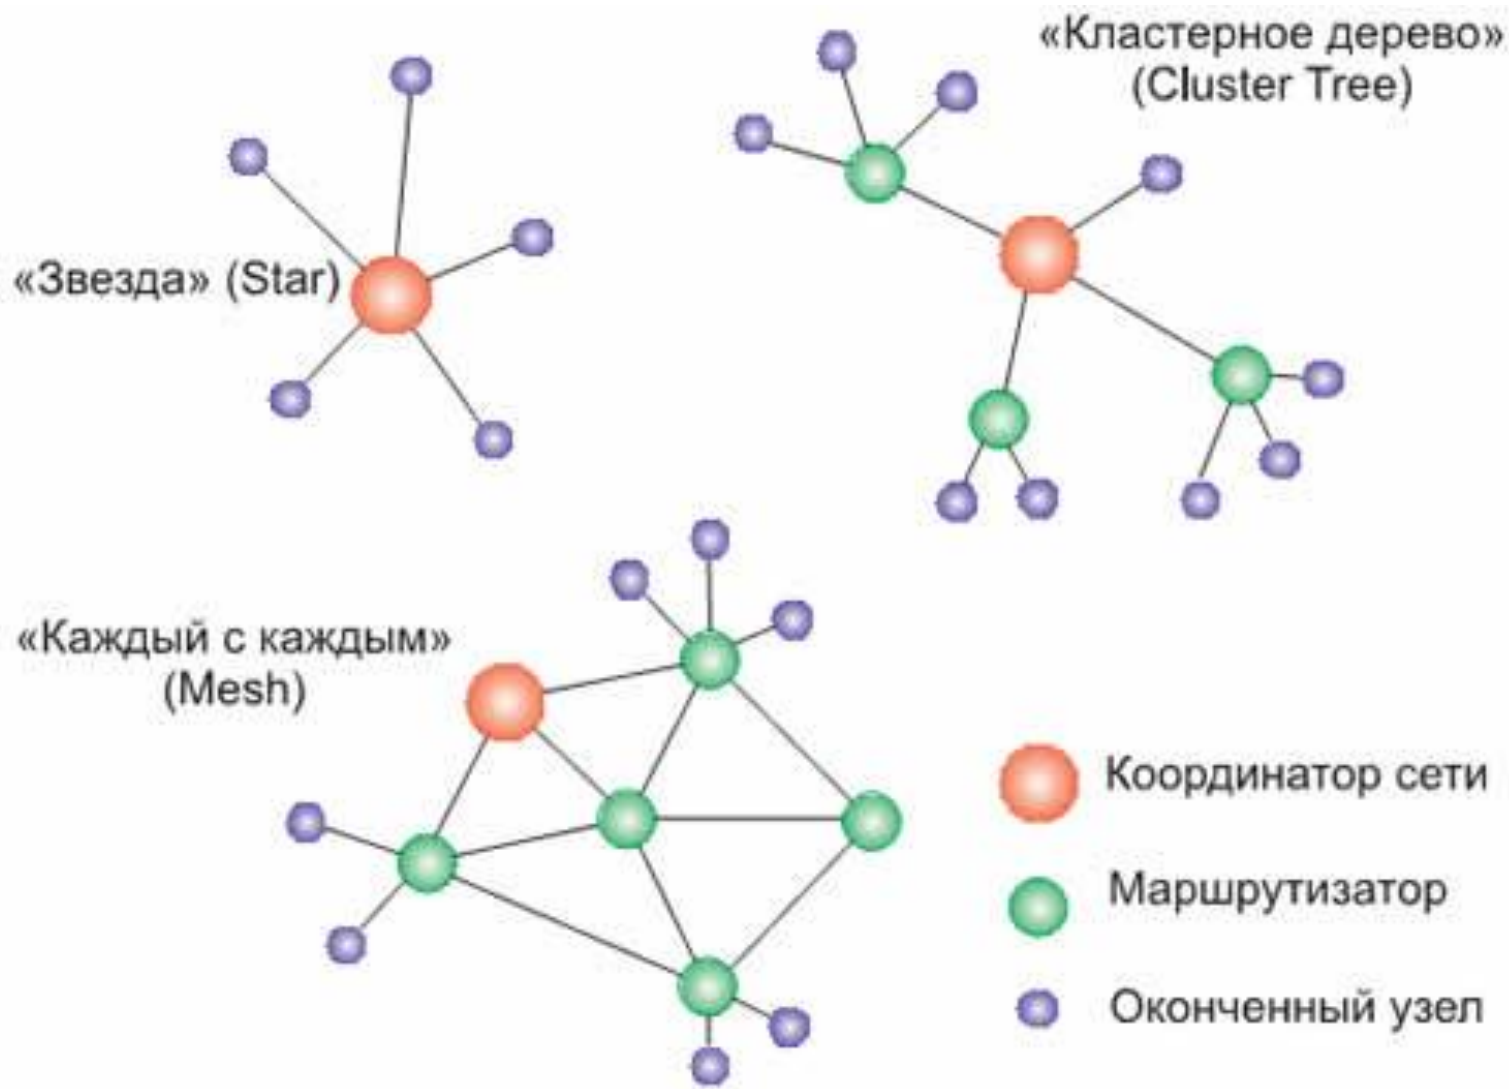 «Кластерное дерево»
(Cluster Tree)
«Звезда» (Star)
«Каждый с каждым»
(Mesh)
Координатор сети
Маршрутизатор
Оконченный узел